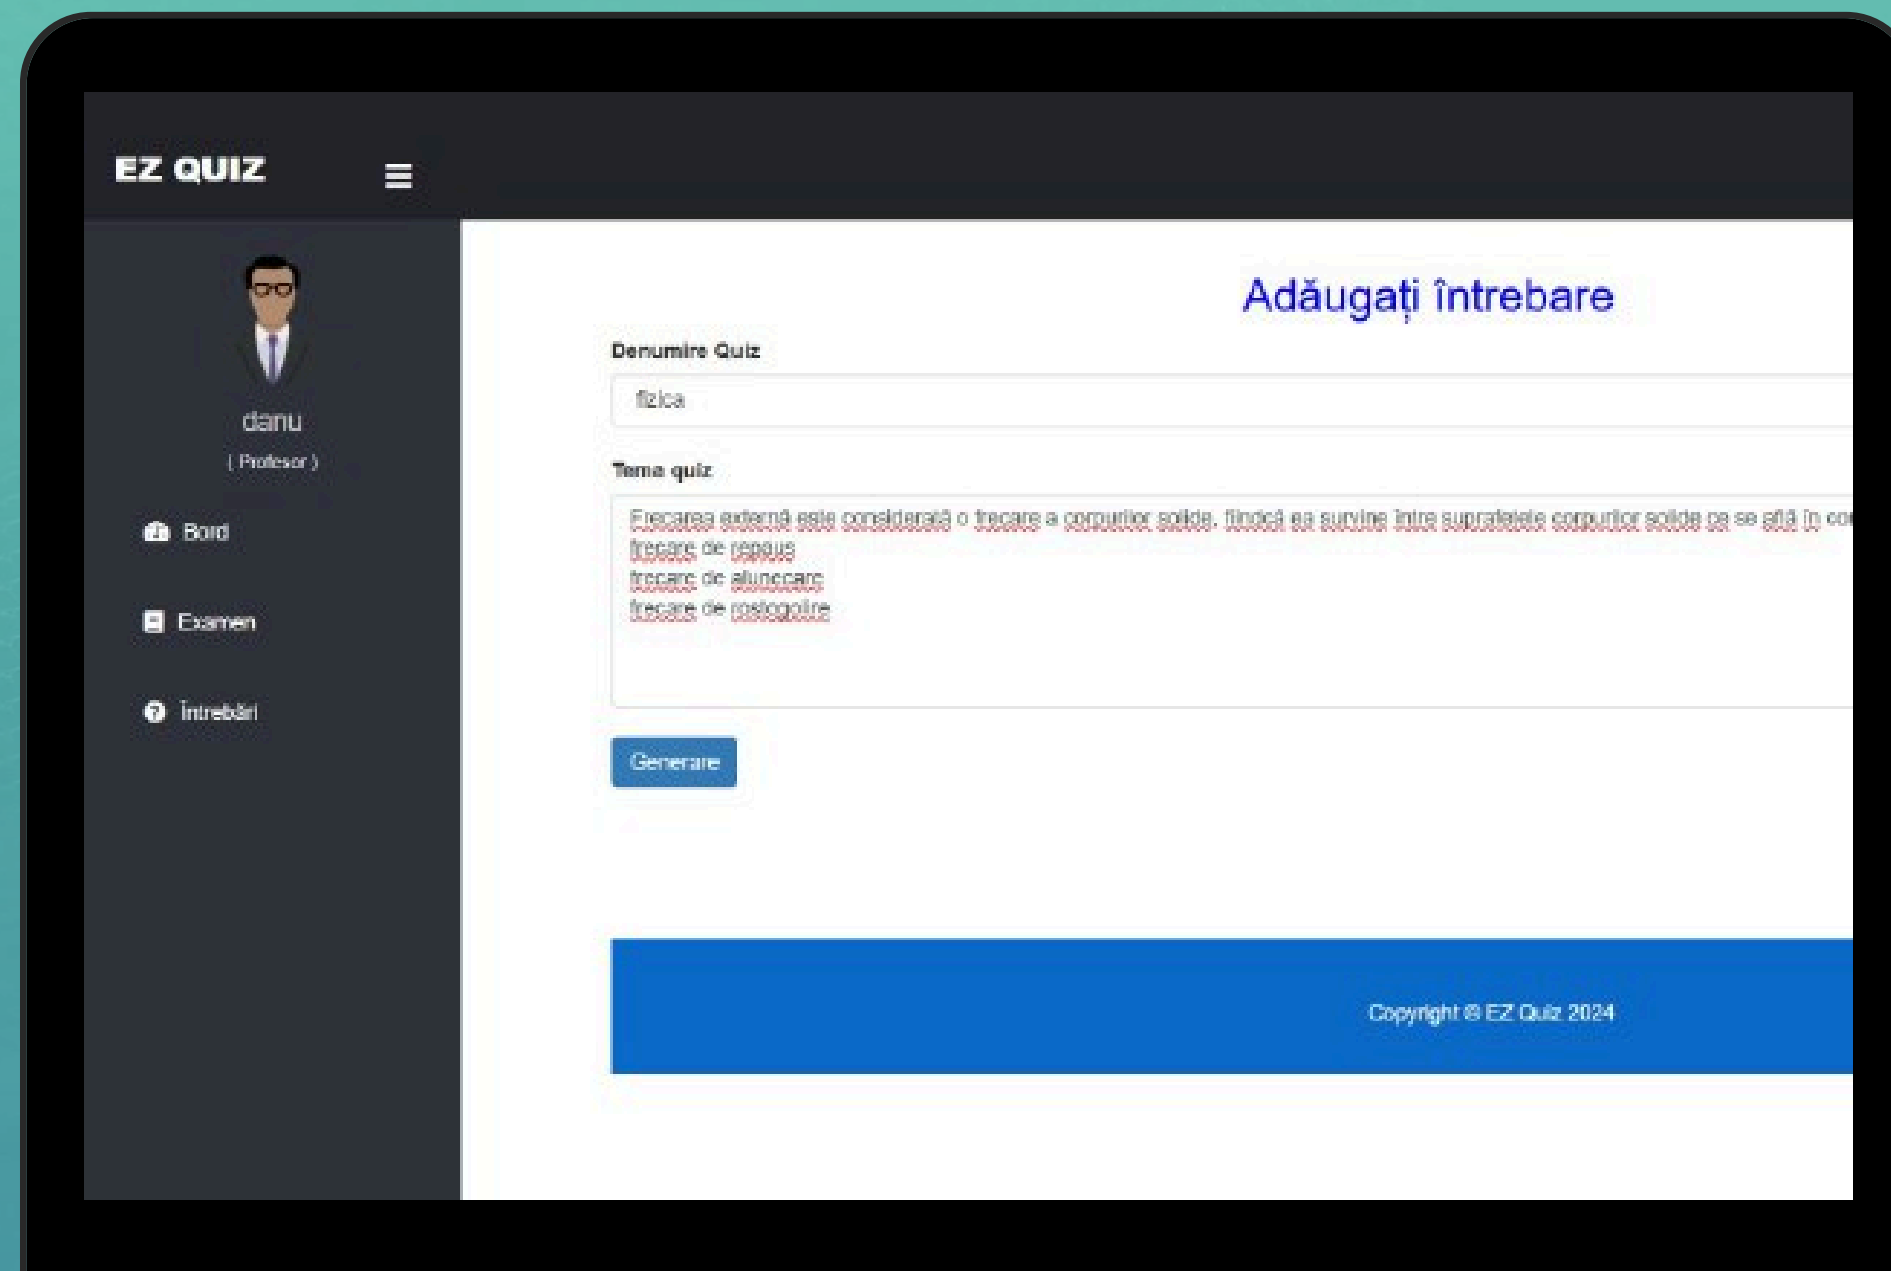 EZ QUIZ
danu
( Profesor )
Bord
Examen
Întrebări
Adăugați întrebare
Denumire Quiz
fizica
Tema quiz
Frecarea externă este considerată o frecare a corpurilor solide, fiindcă ea survine între suprafețele corpurilor solide ce se află în
frecare de repaus
frecare de alunecare
frecare de rostogolire
Generare
Copyright © EZ Quiz 2024